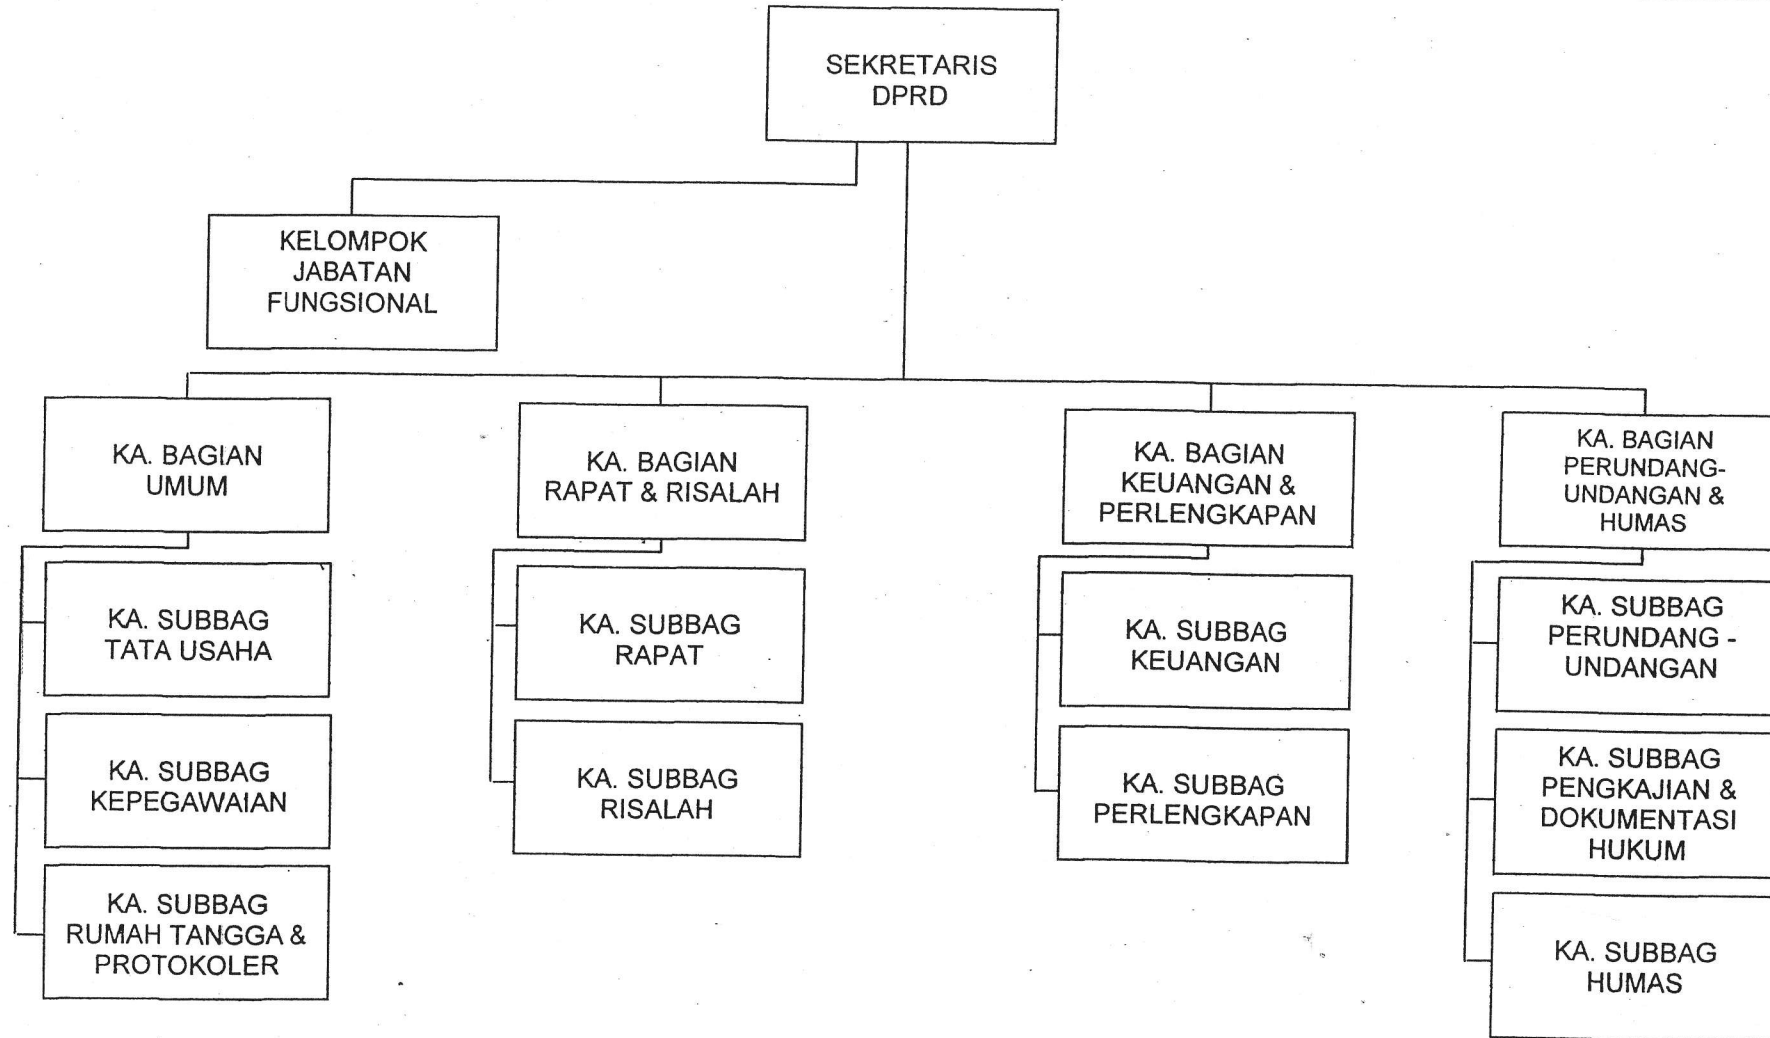 SEKRETARIS
DPRD
KELOMPOK
JABATAN
FUNGSIONAL
KA. BAGIAN
UMUM
KA. SUBBAG
TATA USAHA
KA. SUBBAG
KEPEGAWAIAN
KA. SUBBAG
RUMAH TANGGA &
PROTOKOLER
KA. BAGIAN
RAPAT & RISALAH
KA. SUBBAG
RAPAT
KA. SUBBAG
RISALAH
KA. BAGIAN
KEUANGAN &
PERLENGKAPAN
KA. SUBBAG
KEUANGAN
KA. SUBBAG
PERLENGKAPAN
KA. BAGIAN
PERUNDANG-
UNDANGAN &
HUMAS
KA. SUBBAG
PERUNDANG -
UNDANGAN
KA. SUBBAG
PENGKAJIAN &
DOKUMENTASI
HUKUM
KA. SUBBAG
HUMAS